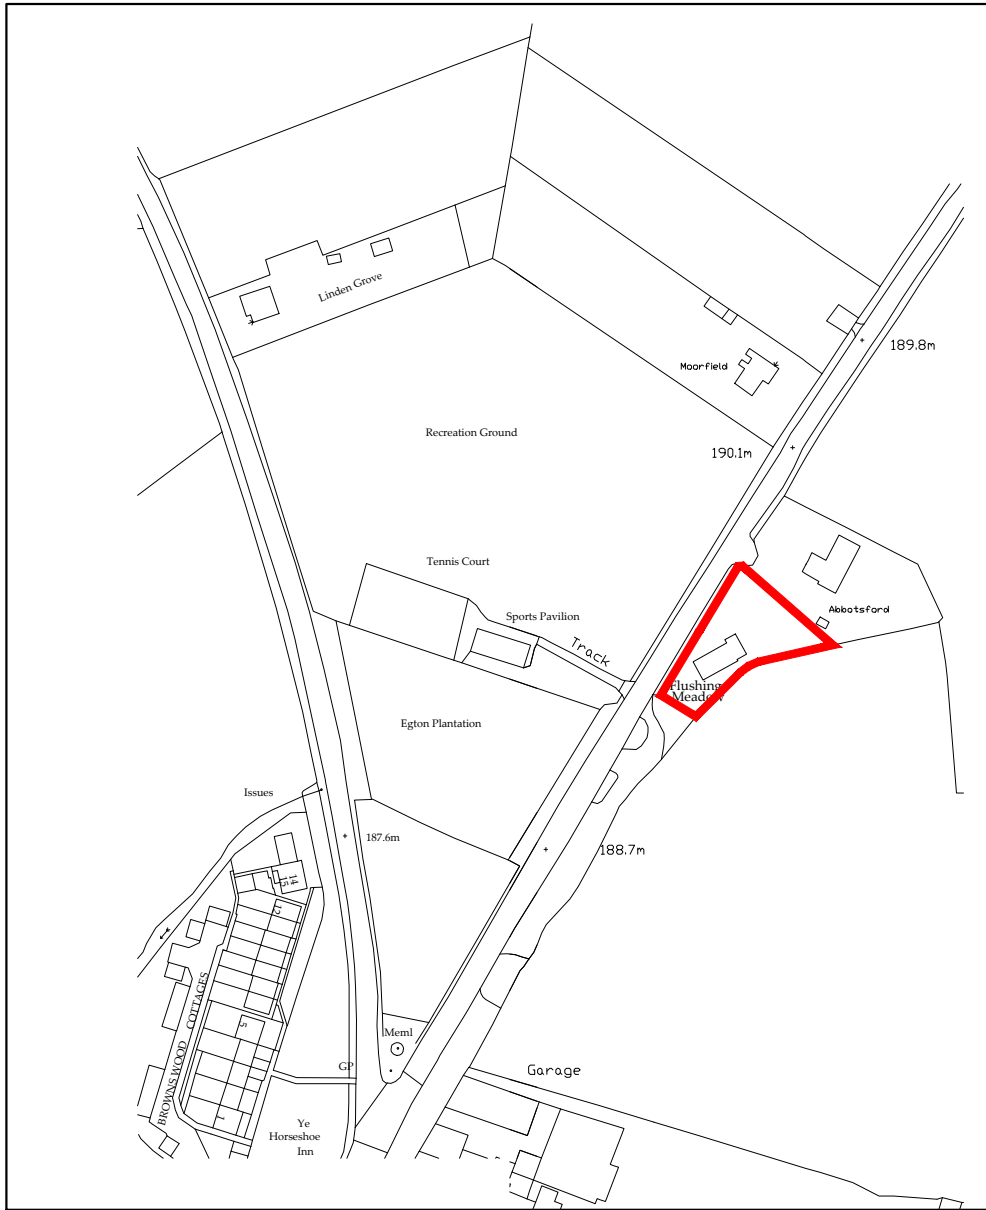 Linden Grove
189.8m
Moorfield
Recreation Ground
190.1m
Tennis Court
Abbotsford
Sports Pavilion
Track
Flushing
Meadow
Egton Plantation
Issues
187.6m
188.7m
14
15
12
BROWNS WOOD COTTAGES
5
Meml
GP
Garage
1
Ye
Horseshoe
Inn